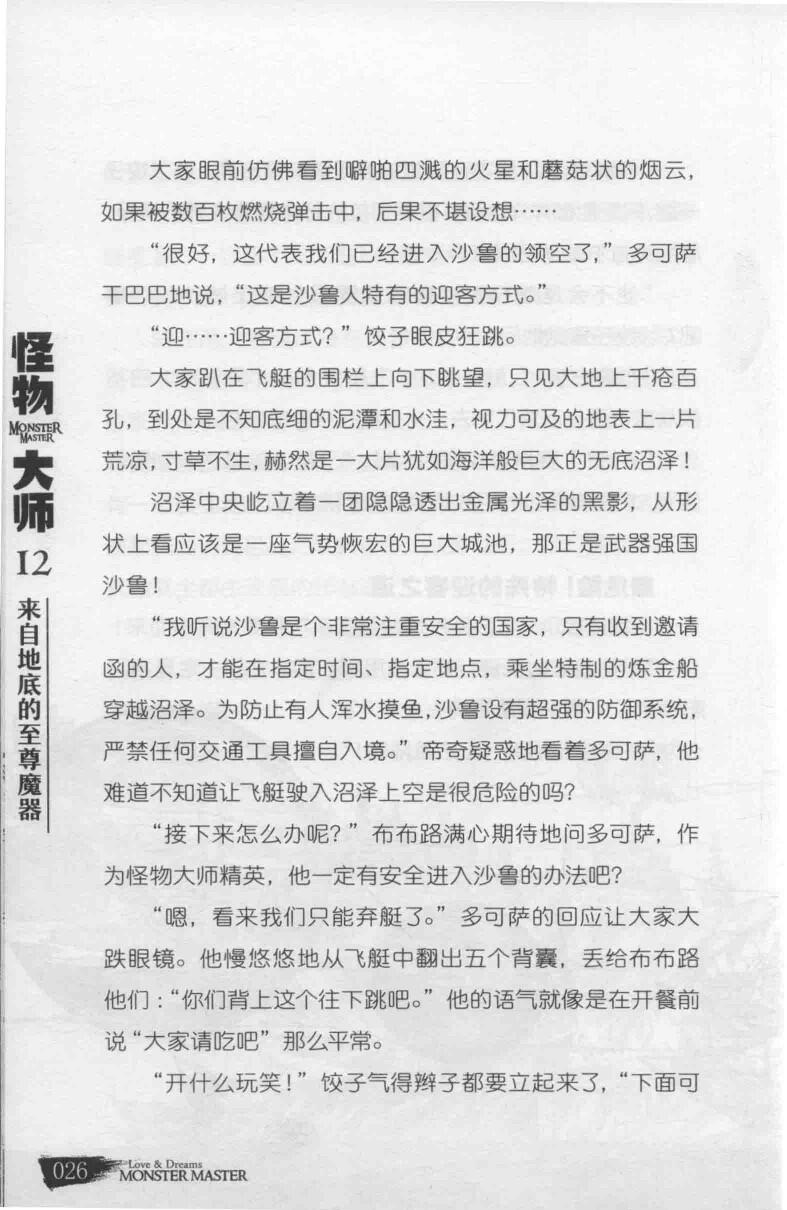 大家眼前仿佛看到噼啪四溅的火星和蘑菇状的烟云，
如果被数百枚燃烧弹击中，后果不堪设想……
“很好，这代表我们已经进入沙鲁的领空了，”多可萨
干巴巴地说，“这是沙鲁人特有的迎客方式。”
“迎……迎客方式？”饺子眼皮狂跳。
大家趴在飞艇的围栏上向下眺望，只见大地上千疮百
孔，到处是不知底细的泥潭和水洼，视力可及的地表上一片
荒凉，寸草不生，赫然是一大片犹如海洋般巨大的无底沼泽！
沼泽中央屹立着一团隐隐透出金属光泽的黑影，从形
状上看应该是一座气势恢宏的巨大城池，那正是武器强国
沙鲁！
“我听说沙鲁是个非常注重安全的国家，只有收到邀请
函的人，才能在指定时间、指定地点，乘坐特制的炼金船
穿越沼泽。为防止有人浑水摸鱼，沙鲁设有超强的防御系统，
严禁任何交通工具擅自入境。”帝奇疑惑地看着多可萨，他
难道不知道让飞艇驶入沼泽上空是很危险的吗？
“接下来怎么办呢？”布布路满心期待地问多可萨，作
为怪物大师精英，他一定有安全进入沙鲁的办法吧？
“嗯，看来我们只能弃艇了。”多可萨的回应让大家大
跌眼镜。他慢悠悠地从飞艇中翻出五个背囊，丢给布布路
他们：“你们背上这个往下跳吧。”他的语气就像是在开餐前
说“大家请吃吧”那么平常。
“开什么玩笑！”饺子气得辫子都要立起来了，“下面可
怪物
MONSTER
MASTER
大师
12
来自地底的至尊魔器
026
Love & Dreams
MONSTER MASTER